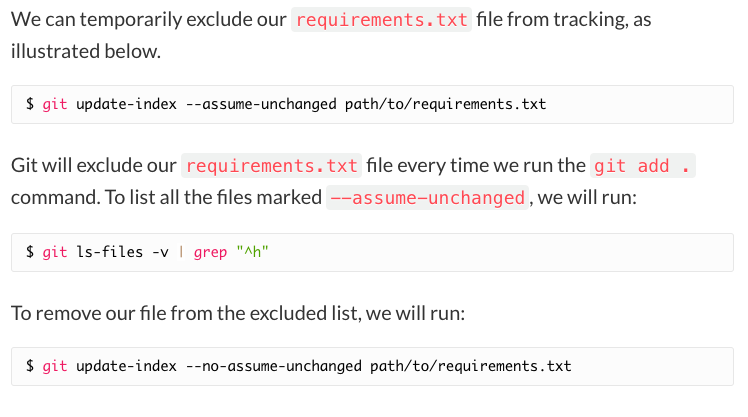 We can temporarily exclude our requirements.txt file from tracking, as
illustrated below.
$ git update-index --assume-unchanged path/to/requirements.txt
Git will exclude our requirements.txt file every time we run the git add .
command. To list all the files marked --assume-unchanged, we will run:
$ git ls-files -v | grep "^h"
To remove our file from the excluded list, we will run:
$ git update-index --no-assume-unchanged path/to/requirements.txt